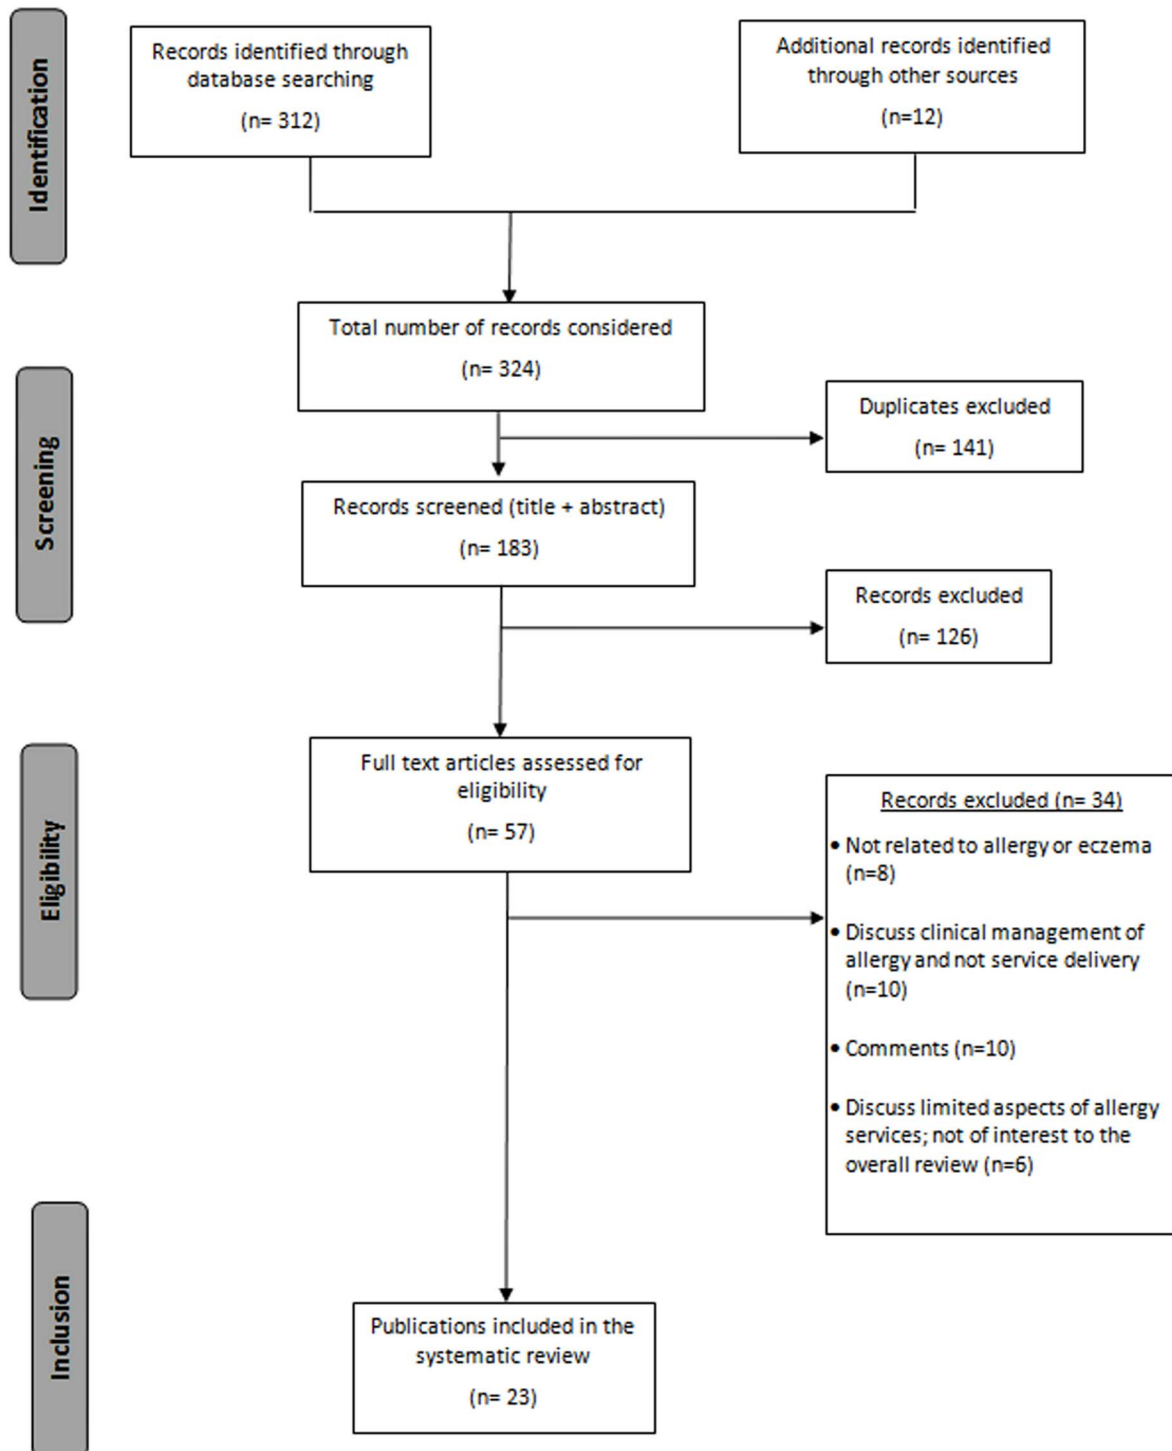 Identification
Records identified through
database searching
(n= 312)
Additional records identified
through other sources
(n=12)
Total number of records considered
(n= 324)
Screening
Duplicates excluded
(n= 141)
Records screened (title + abstract)
(n= 183)
Records excluded
(n= 126)
Eligibility
Full text articles assessed for
eligibility
(n= 57)
Records excluded (n= 34)
• Not related to allergy or eczema
(n=8)
• Discuss clinical management of
allergy and not service delivery
(n=10)
• Comments (n=10)
• Discuss limited aspects of allergy
services; not of interest to the
overall review (n=6)
Inclusion
Publications included in the
systematic review
(n= 23)